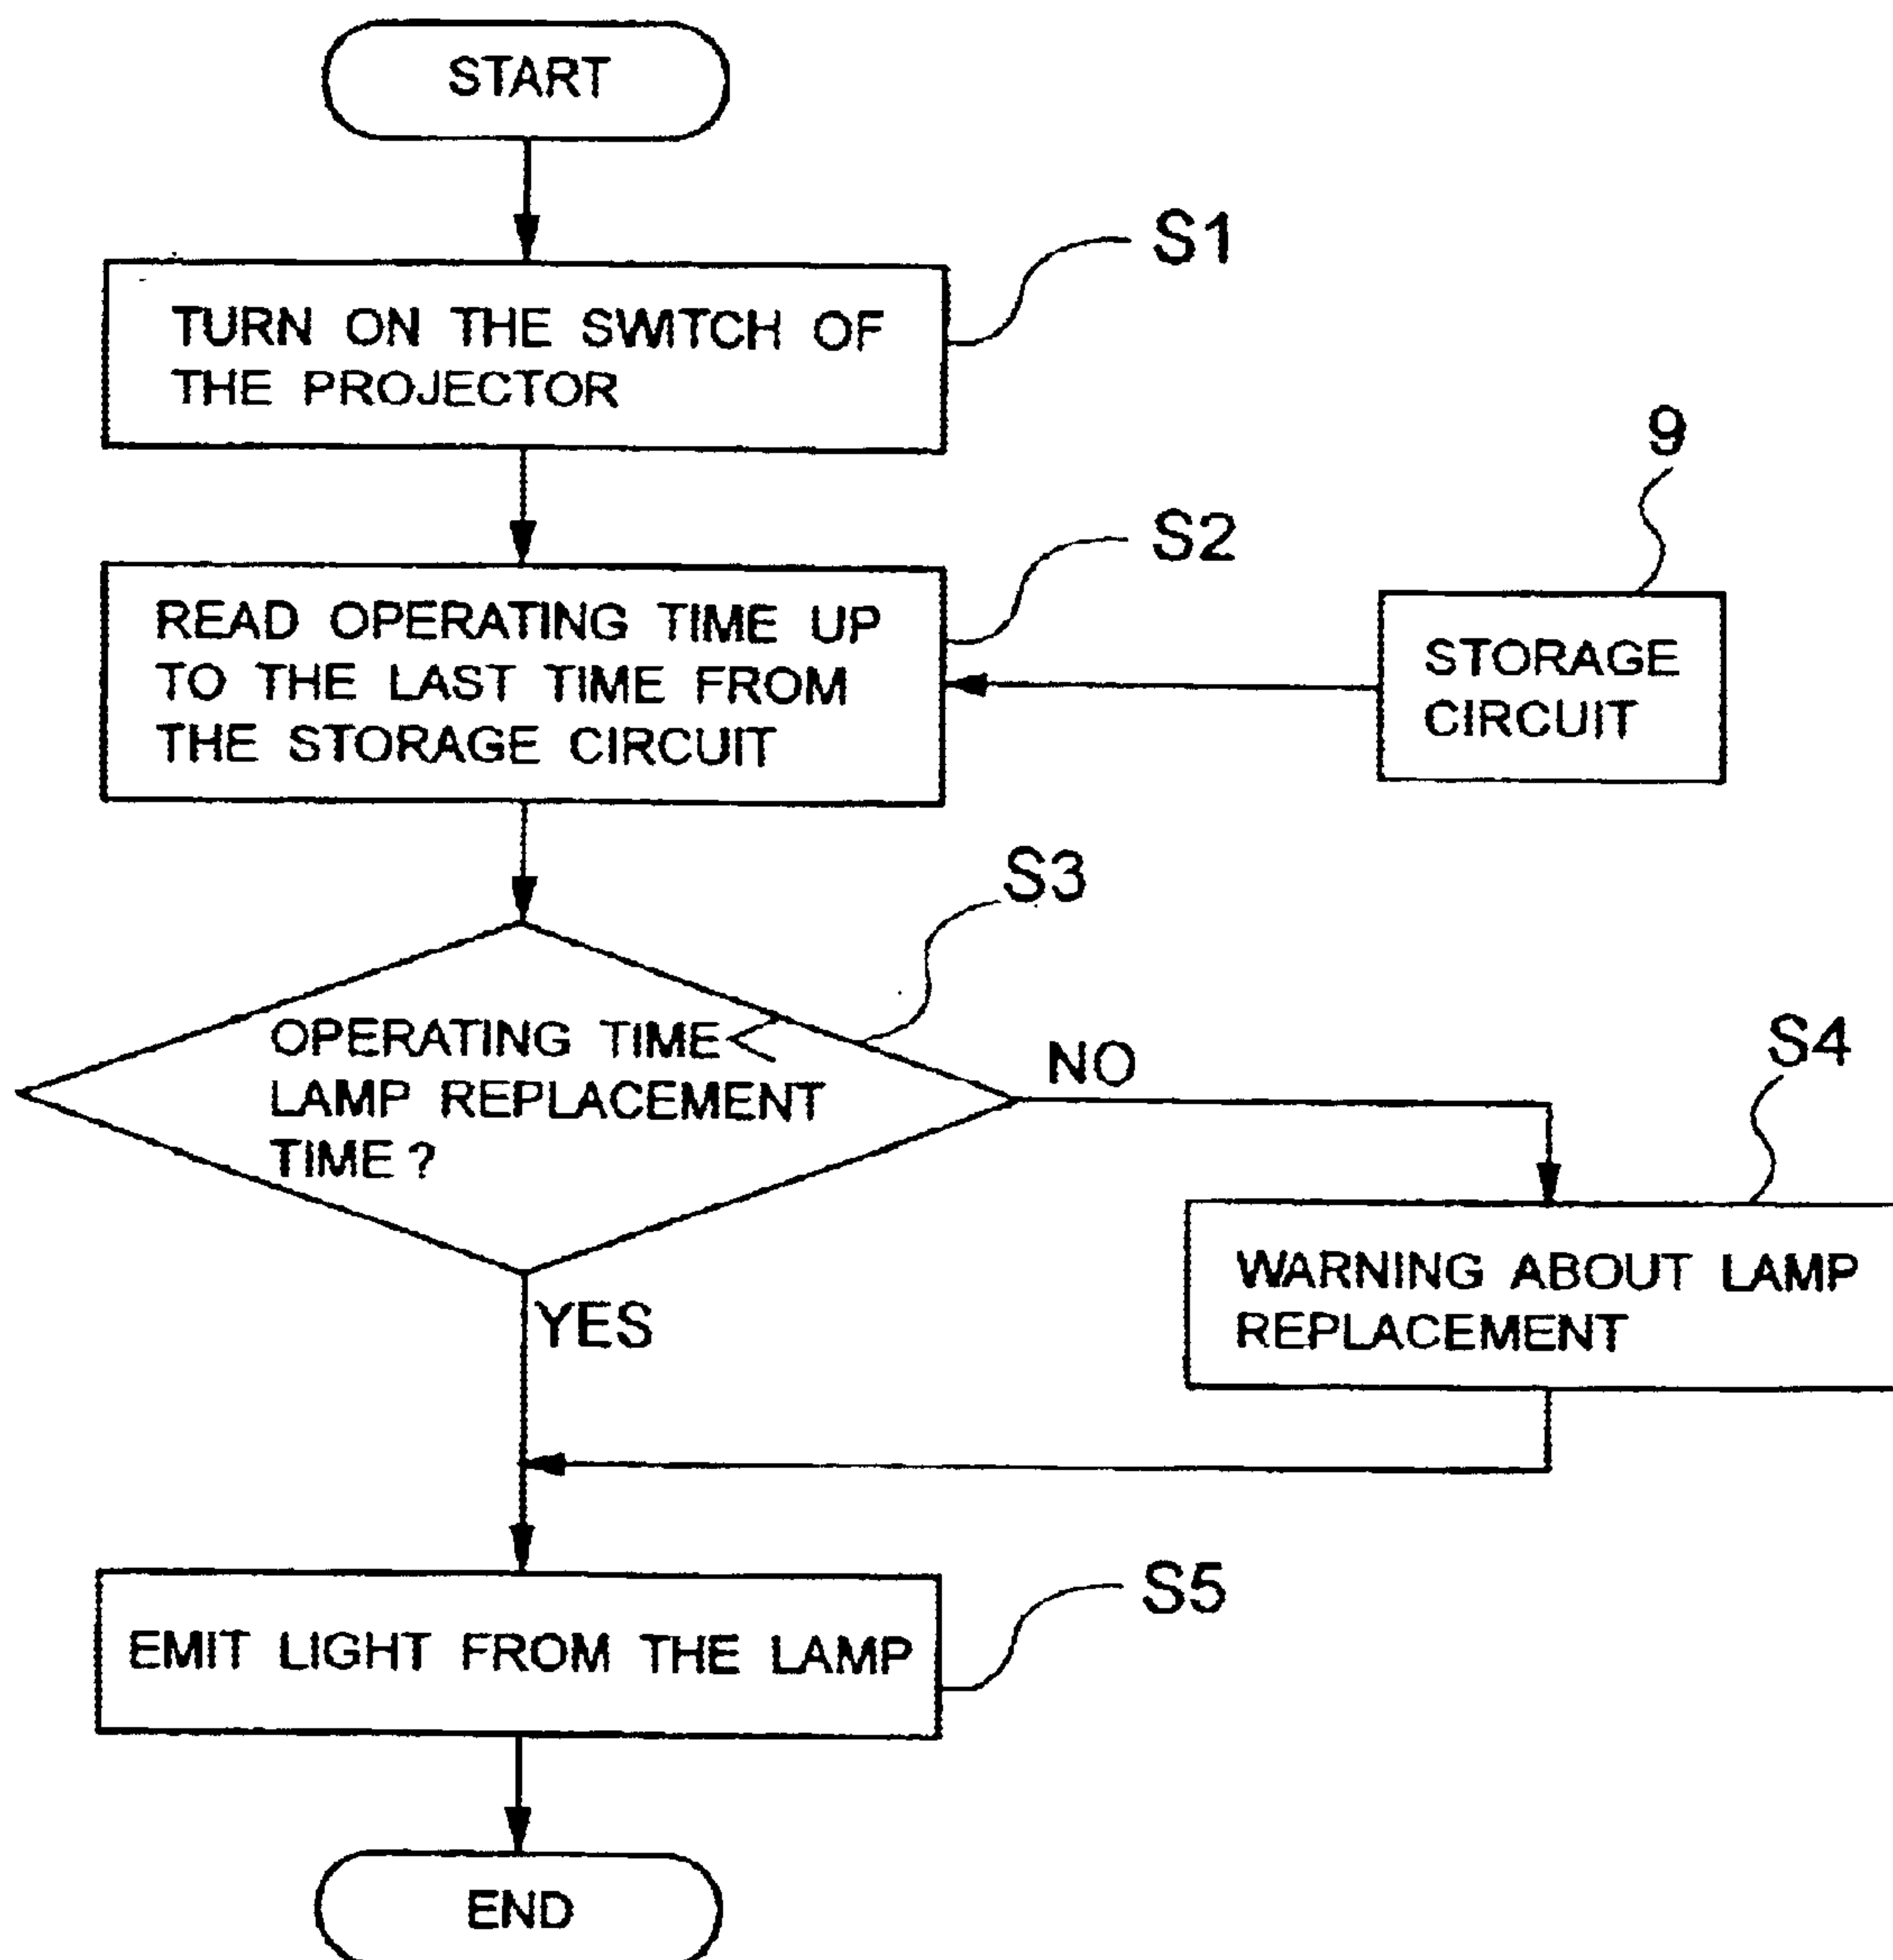 START
S1
TURN ON THE SWITCH OF
THE PROJECTOR
9
S2
READ OPERATING TIME UP
TO THE LAST TIME FROM
THE STORAGE CIRCUIT
STORAGE
CIRCUIT
S3
OPERATING TIME<
LAMP REPLACEMENT
TIME?
NO
S4
WARNING ABOUT LAMP
REPLACEMENT
YES
S5
EMIT LIGHT FROM THE LAMP
END